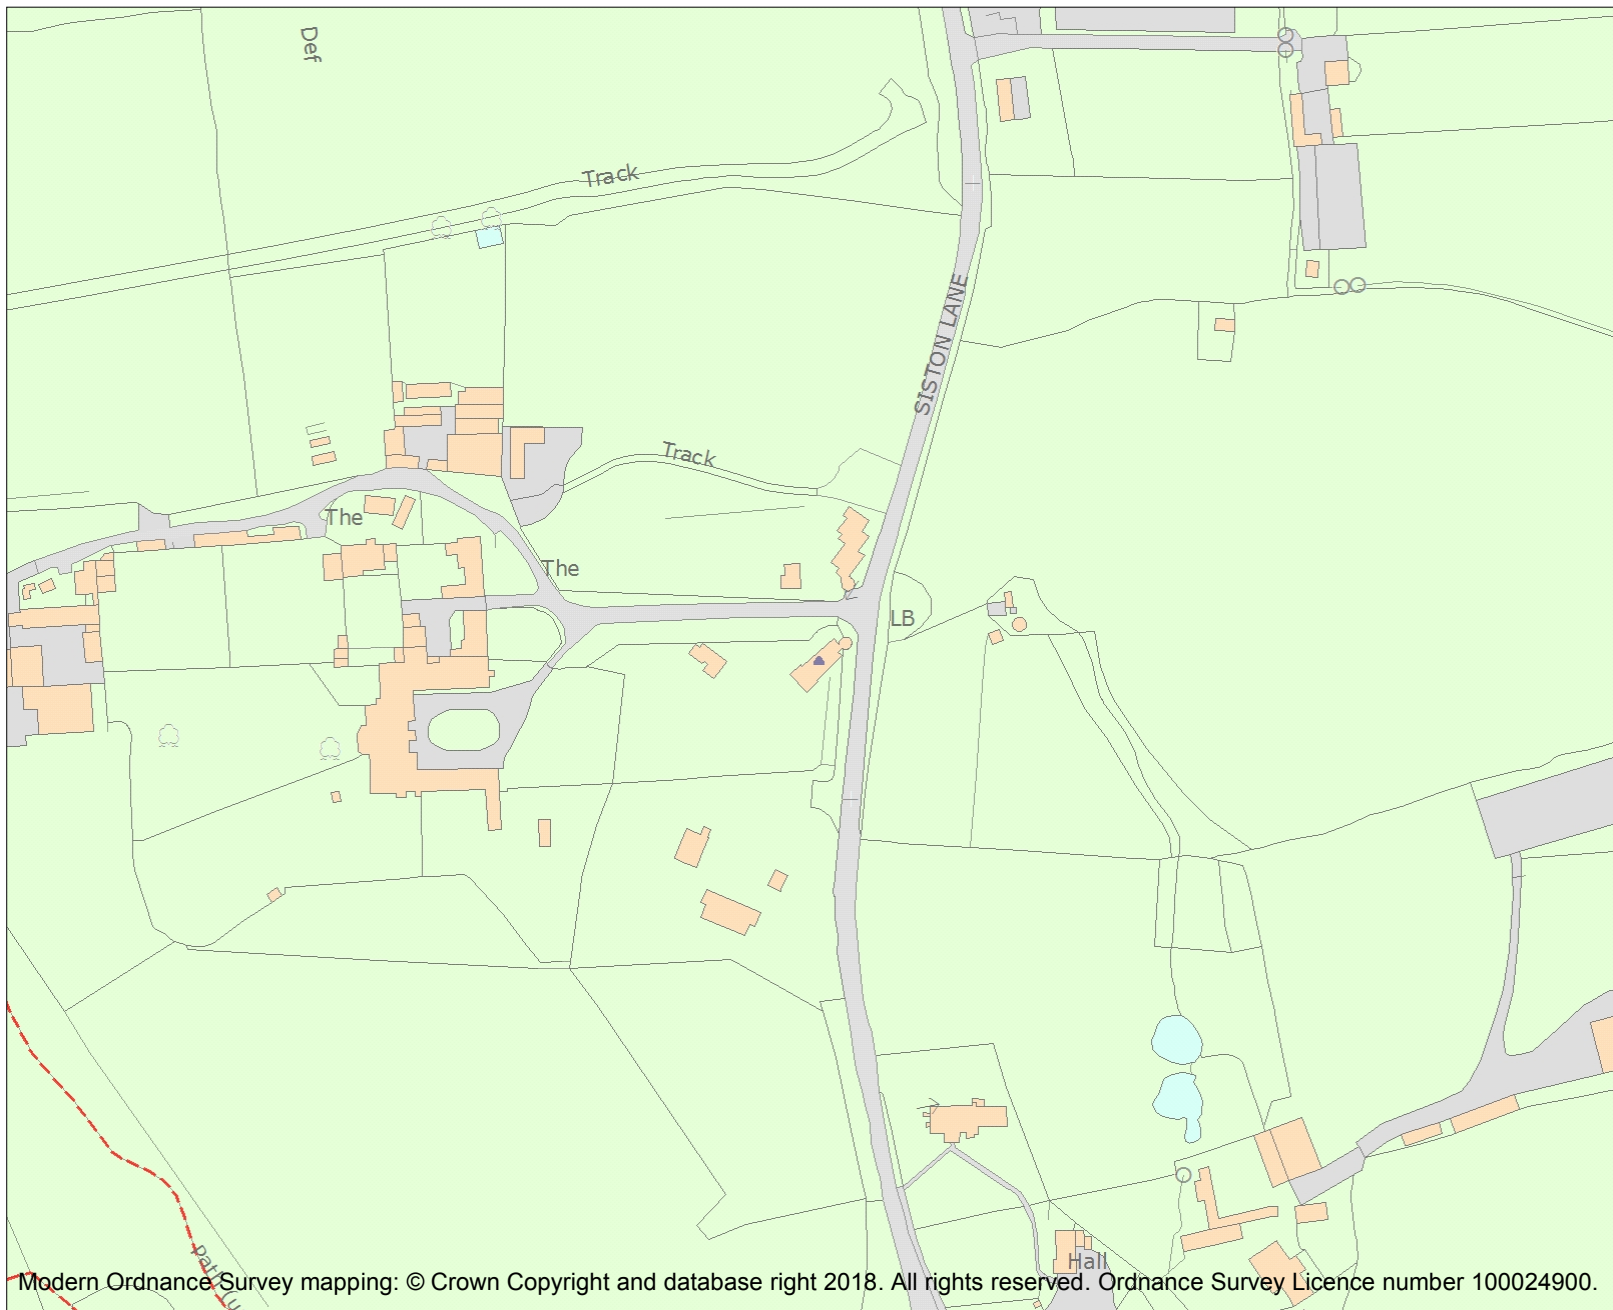 Def
Track
SISTON LANE
Track
The
The
LB
Hall
path (u
Modern Ordnance Survey mapping: © Crown Copyright and database right 2018. All rights reserved. Ordnance Survey Licence number 100024900.